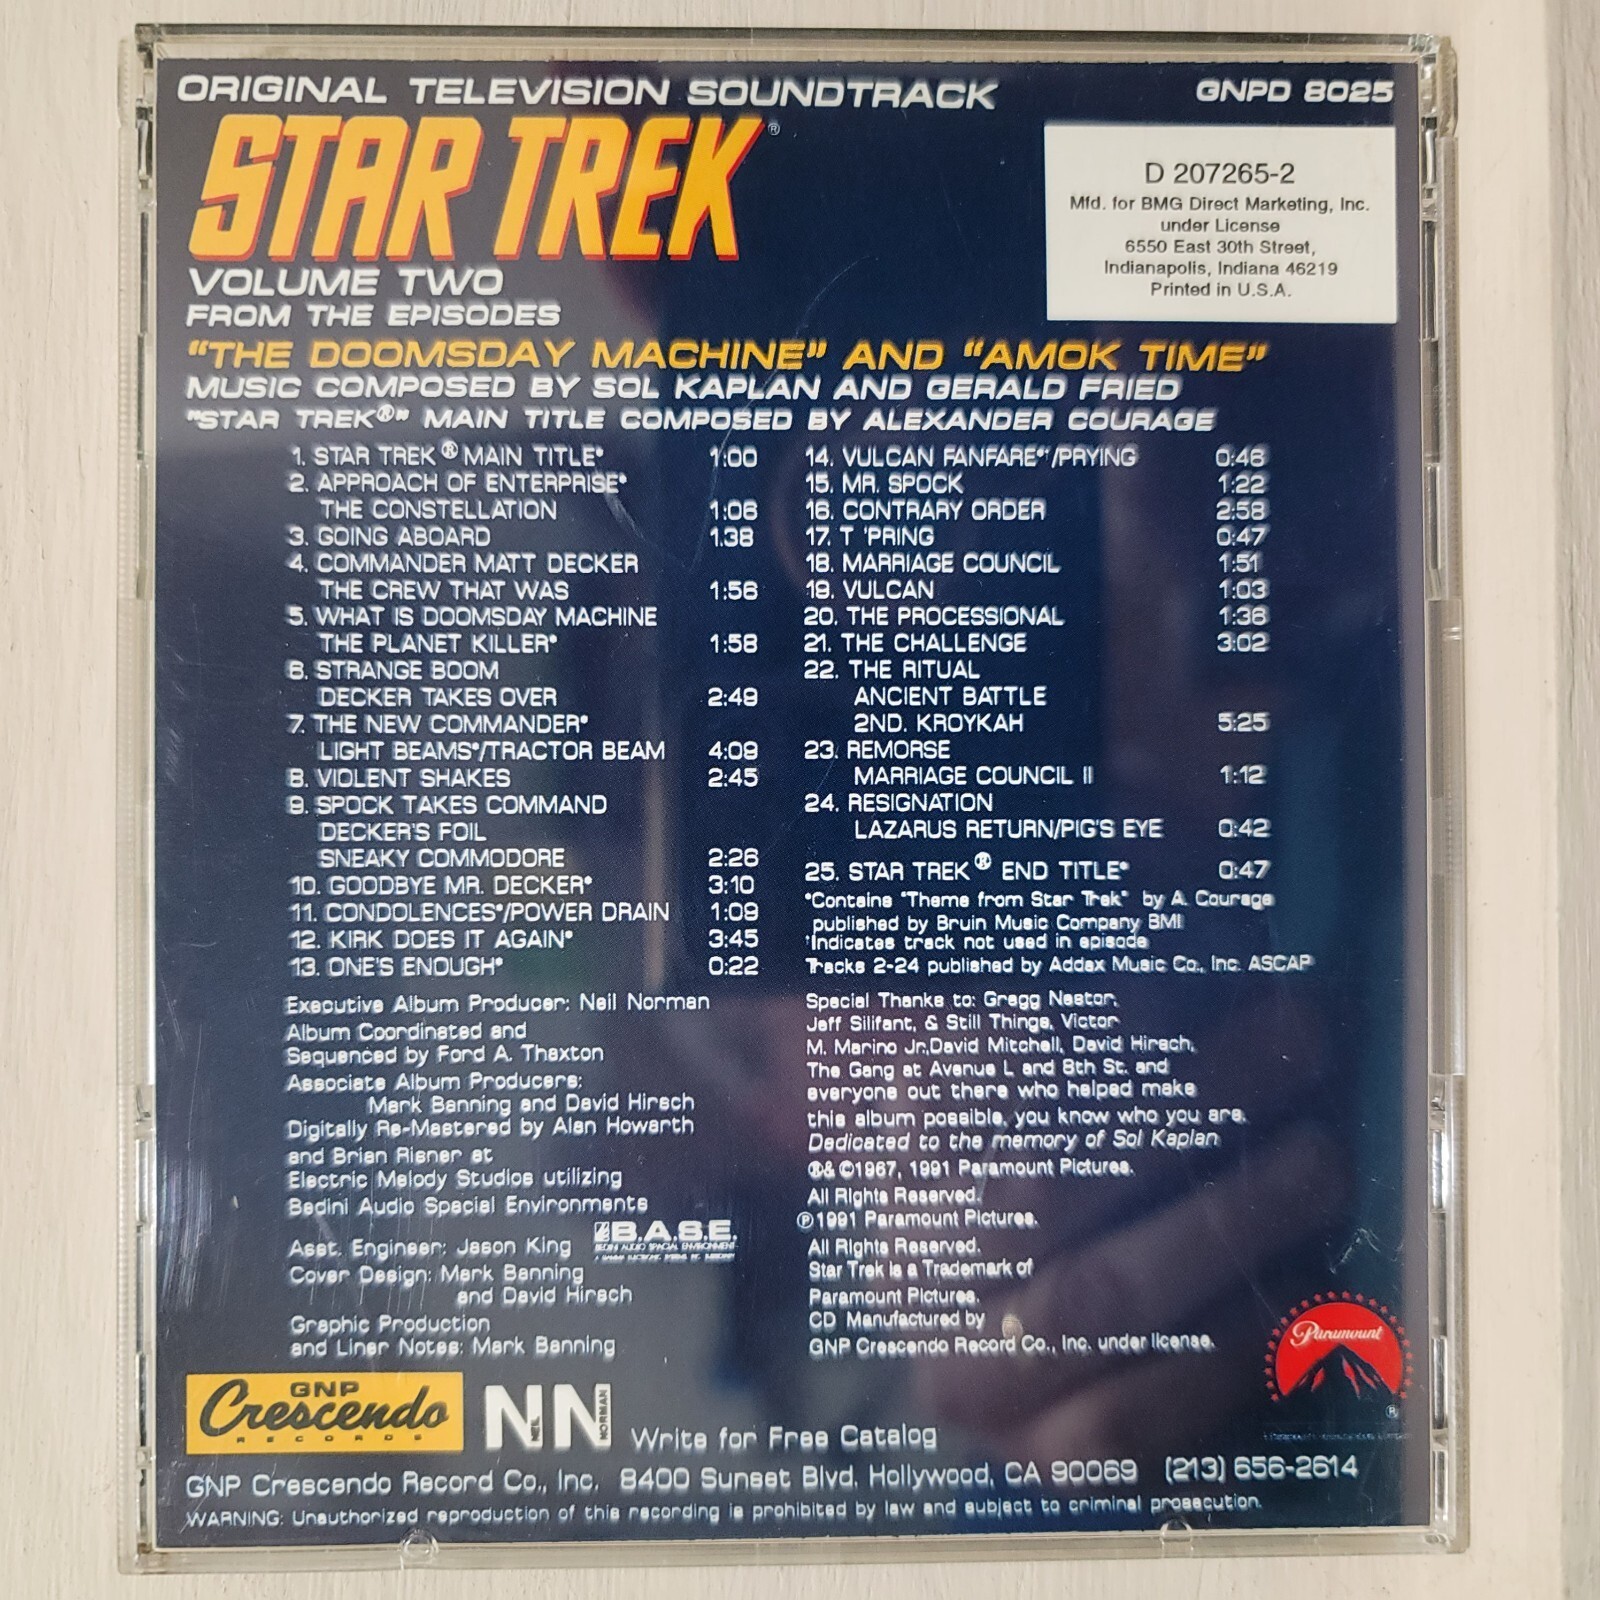 ORIGINAL TELEVISION SOUNDTRACK
GNPD 8025
STAR TREK®
D 207265-2
Mfd. for BMG Direct Marketing, Inc.
under License
6550 East 30th Street,
Indianapolis, Indiana 46219
Printed in U.S.A.
VOLUME TWO
FROM THE EPISODES
"THE DOOMSDAY MACHINE" AND "AMOK TIME"
MUSIC COMPOSED BY SOL KAPLAN AND GERALD FRIED
"STAR TREK®" MAIN TITLE COMPOSED BY ALEXANDER COURAGE
1. STAR TREK® MAIN TITLE* 1:00
2. APPROACH OF ENTERPRISE*
THE CONSTELLATION 1:06
3. GOING ABOARD 1.38
4. COMMANDER MATT DECKER
THE CREW THAT WAS 1:56
5. WHAT IS DOOMSDAY MACHINE
THE PLANET KILLER* 1:58
6. STRANGE BOOM
DECKER TAKES OVER 2:49
7. THE NEW COMMANDER*
LIGHT BEAMS*/TRACTOR BEAM 4:09
8. VIOLENT SHAKES 2:45
9. SPOCK TAKES COMMAND
DECKER'S FOIL
SNEAKY COMMODORE 2:26
10. GOODBYE MR. DECKER* 3:10
11. CONDOLENCES*/POWER DRAIN 1:09
12. KIRK DOES IT AGAIN* 3:45
13. ONE'S ENOUGH* 0:22
14. VULCAN FANFARE*†/PRYING 0:46
15. MR. SPOCK 1:22
16. CONTRARY ORDER 2:58
17. T 'PRING 0:47
18. MARRIAGE COUNCIL 1:51
19. VULCAN 1:03
20. THE PROCESSIONAL 1:38
21. THE CHALLENGE 3:02
22. THE RITUAL
ANCIENT BATTLE
2ND. KROYKAH 5:25
23. REMORSE
MARRIAGE COUNCIL II 1:12
24. RESIGNATION
LAZARUS RETURN/PIG'S EYE 0:42
25. STAR TREK® END TITLE* 0:47
*Contains "Theme from Star Trek" by A. Courage
published by Bruin Music Company BMI
†Indicates track not used in episode
Tracks 2-24 published by Addax Music Co., Inc. ASCAP
Executive Album Producer: Neil Norman
Album Coordinated and
Sequenced by Ford A. Thaxton
Associate Album Producers:
Mark Banning and David Hirsch
Digitally Re-Mastered by Alan Howarth
and Brian Risner at
Electric Melody Studios utilizing
Bedini Audio Special Environments
B.A.S.E.
BEDINI AUDIO SPACIAL ENVIRONMENT
Asst. Engineer: Jason King
Cover Design: Mark Banning
and David Hirsch
Graphic Production
and Liner Notes: Mark Banning
Special Thanks to: Gregg Nestor,
Jeff Silifant, & Still Things, Victor
M. Marino Jr,David Mitchell, David Hirsch,
The Gang at Avenue L and 8th St. and
everyone out there who helped make
this album possible, you know who you are.
Dedicated to the memory of Sol Kaplan
®& ©1967, 1991 Paramount Pictures.
All Rights Reserved.
℗1991 Paramount Pictures.
All Rights Reserved.
Star Trek is a Trademark of
Paramount Pictures.
CD Manufactured by
GNP Crescendo Record Co., Inc. under license.
Paramount
®
GNP
Crescendo
RECORDS
NEIL NORMAN
Write for Free Catalog
GNP Crescendo Record Co., Inc. 8400 Sunset Blvd. Hollywood, CA 90069 (213) 656-2614
WARNING: Unauthorized reproduction of this recording is prohibited by law and subject to criminal prosecution.